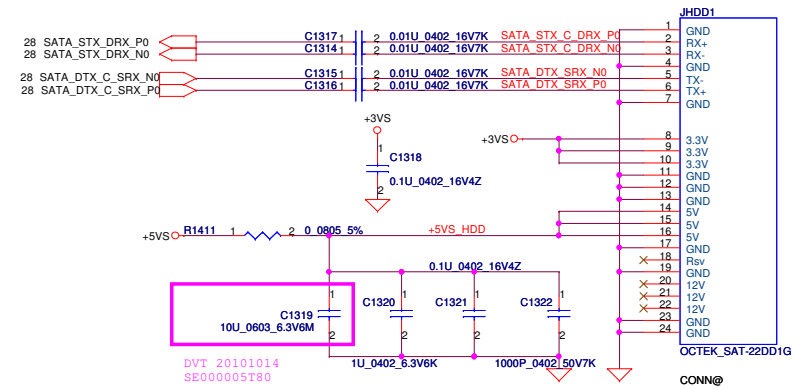 JHDD1
28 SATA_STX_DRX_P0 C1317 1 2 0.01U_0402_16V7K SATA_STX_C_DRX_P0
28 SATA_STX_DRX_N0 C1314 1 2 0.01U_0402_16V7K SATA_STX_C_DRX_N0
28 SATA_DTX_C_SRX_N0 C1315 1 2 0.01U_0402_16V7K SATA_DTX_SRX_N0
28 SATA_DTX_C_SRX_P0 C1316 1 2 0.01U_0402_16V7K SATA_DTX_SRX_P0
1 GND
2 RX+
3 RX-
4 GND
5 TX-
6 TX+
7 GND
+3VS
1
C1318
0.1U_0402_16V4Z
2
+3VS
8 3.3V
9 3.3V
10 3.3V
11 GND
12 GND
13 GND
14 5V
15 5V
16 5V
17 GND
18 Rsv
19 GND
20 12V
21 12V
22 12V
23 GND
24 GND
+5VS R1411 1 2 0_0805_5% +5VS_HDD
0.1U_0402_16V4Z
1 1 1 1
C1319 C1320 C1321 C1322
10U_0603_6.3V6M
2 2 2 2
1U_0402_6.3V6K 1000P_0402_50V7K
DVT 20101014
SE000005T80
OCTEK_SAT-22DD1G
CONN@